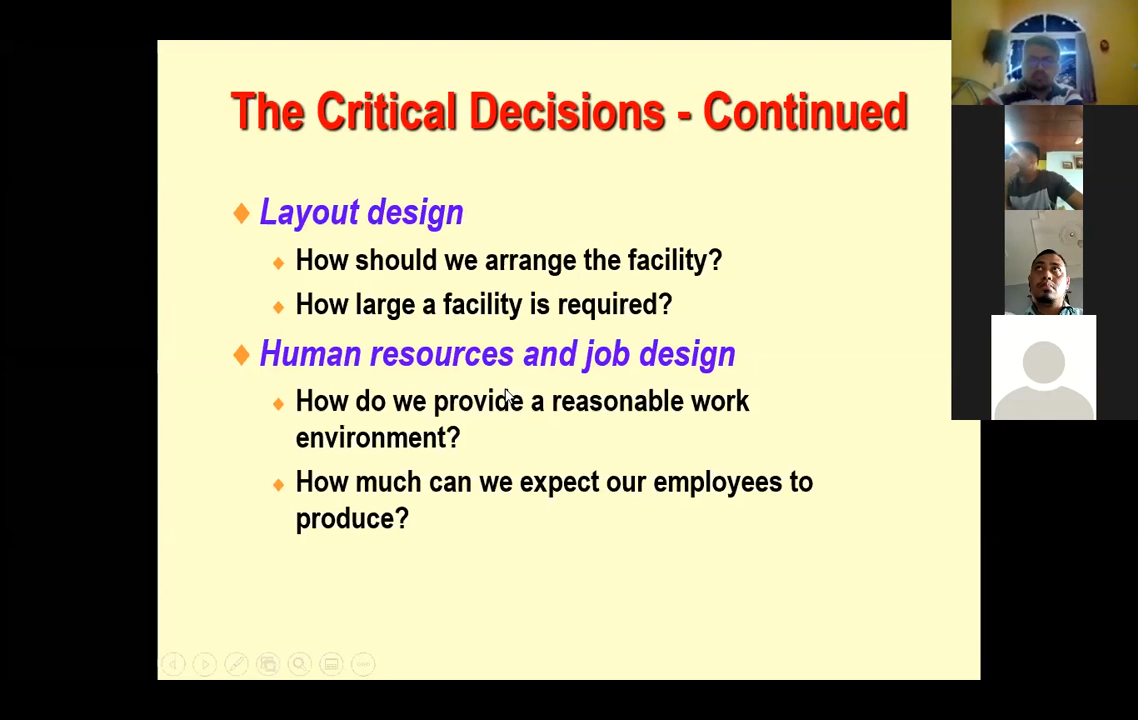 The Critical Decisions - Continued
Layout design
How should we arrange the facility?
How large a facility is required?
Human resources and job design
How do we provide a reasonable work
environment?
How much can we expect our employees to
produce?